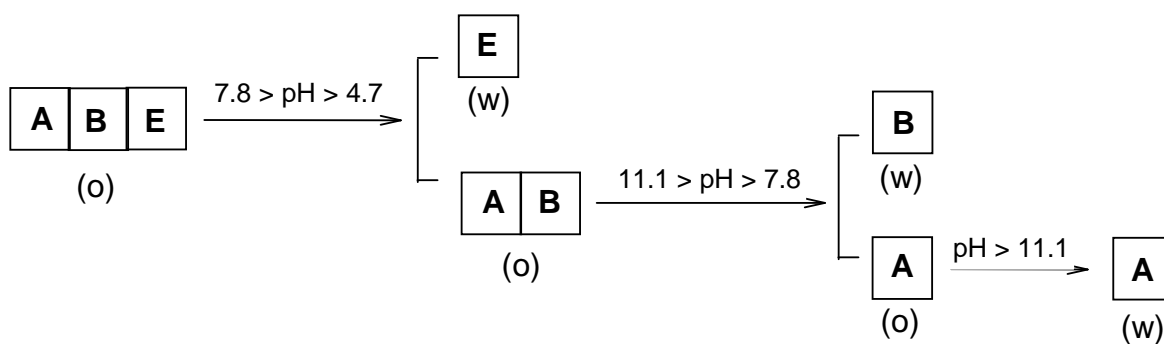 A B E
(o)
7.8 > pH > 4.7
E
(w)
A B
(o)
11.1 > pH > 7.8
B
(w)
A
(o)
pH > 11.1
A
(w)